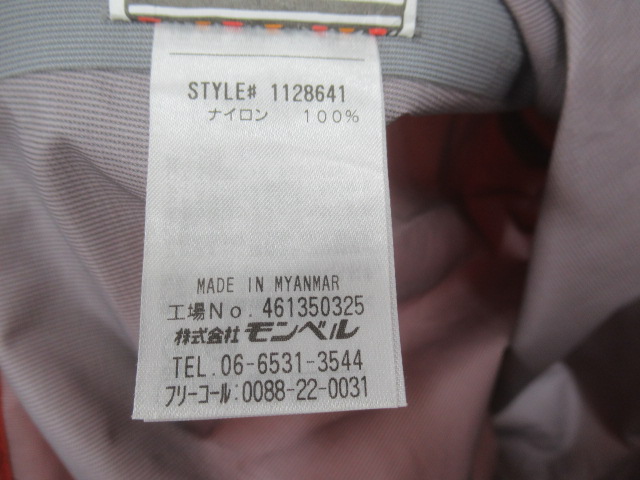 STYLE# 1128641
ナイロン 100%
MADE IN MYANMAR
工場No. 461350325
株式会社 モンベル
TEL. 06-6531-3544
フリーコール:0088-22-0031